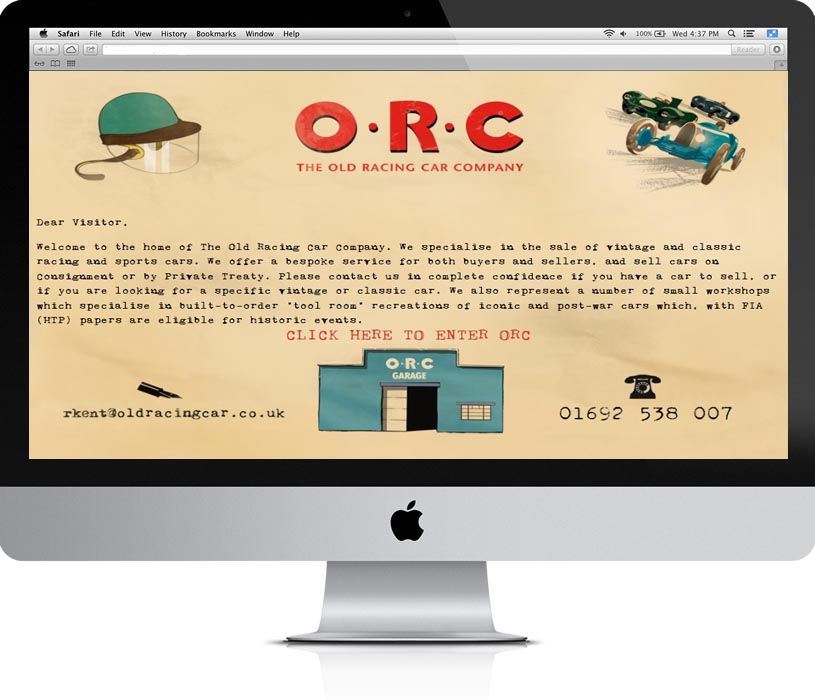 Safari File Edit View History Bookmarks Window Help 100% Wed 4:37 PM
Reader
O·R·C
THE OLD RACING CAR COMPANY
Dear Visitor,
Welcome to the home of The Old Racing Car Company. We specialise in the sale of vintage and classic
racing and sports cars. We offer a bespoke service for both buyers and sellers, and sell cars on
Consignment or by Private Treaty. Please contact us in complete confidence if you have a car to sell, or
if you are looking for a specific vintage or classic car. We also represent a number of small workshops
which specialise in built-to-order "tool room" recreations of iconic and post-war cars which, with FIA
(HTP) papers are eligible for historic events.
CLICK HERE TO ENTER ORC
O·R·C
GARAGE
rkent@oldracingcar.co.uk
01692 538 007